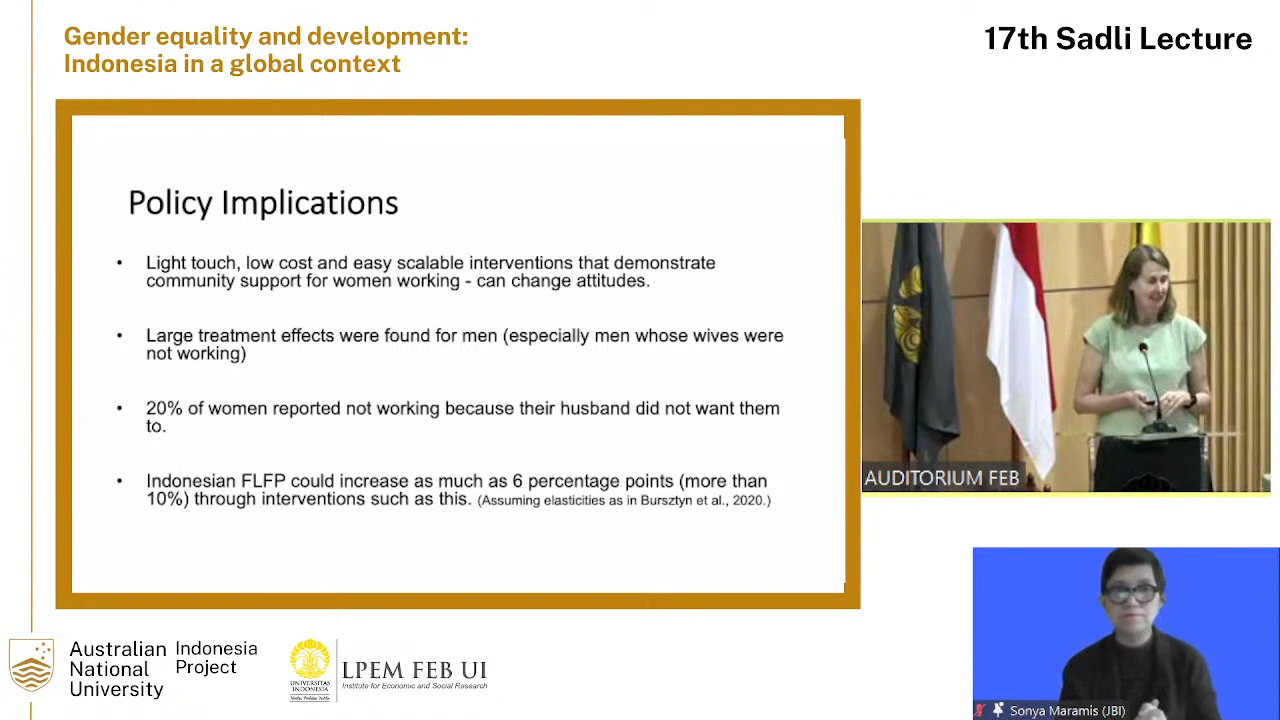 Gender equality and development:
Indonesia in a global context
17th Sadli Lecture
Policy Implications
• Light touch, low cost and easy scalable interventions that demonstrate
community support for women working - can change attitudes.
• Large treatment effects were found for men (especially men whose wives were
not working)
• 20% of women reported not working because their husband did not want them
to.
• Indonesian FLFP could increase as much as 6 percentage points (more than
10%) through interventions such as this. (Assuming elasticities as in Bursztyn et al., 2020.)
AUDITORIUM FEB
Sonya Maramis (JBI)
Australian
National
University
Indonesia
Project
UNIVERSITAS
INDONESIA
LPEM FEB UI
Institute for Economic and Social Research